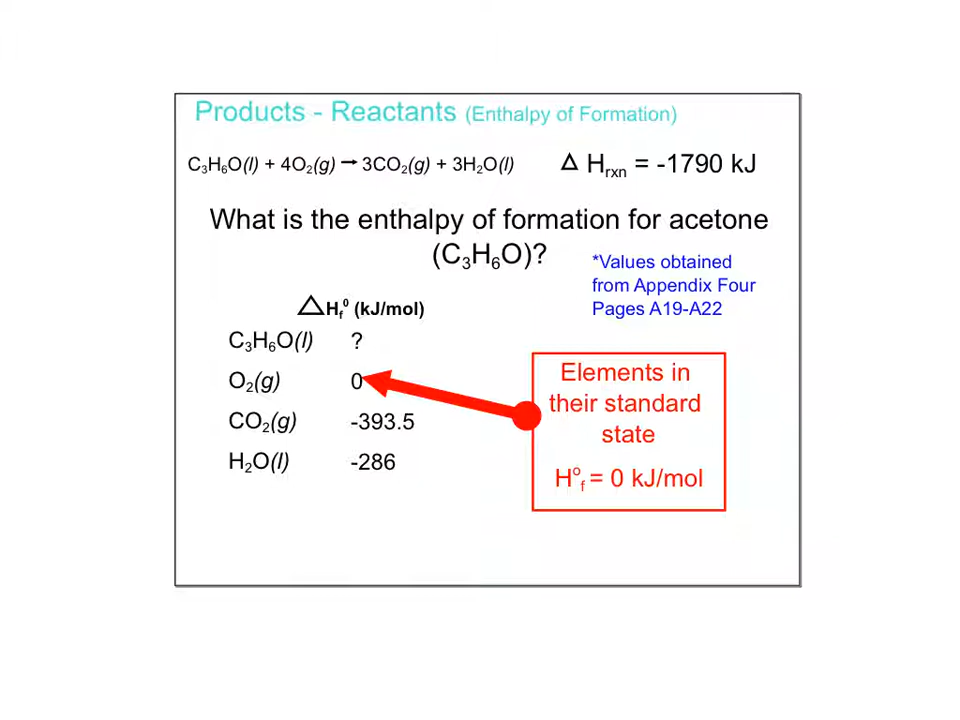 Products - Reactants (Enthalpy of Formation)
C₃H₆O(l) + 4O₂(g) → 3CO₂(g) + 3H₂O(l)
Δ Hrxn = -1790 kJ
What is the enthalpy of formation for acetone
(C₃H₆O)?
*Values obtained
from Appendix Four
Pages A19-A22
△Hf⁰ (kJ/mol)
C₃H₆O(l) ?
O₂(g) 0
CO₂(g) -393.5
H₂O(l) -286
Elements in
their standard
state
H°f = 0 kJ/mol